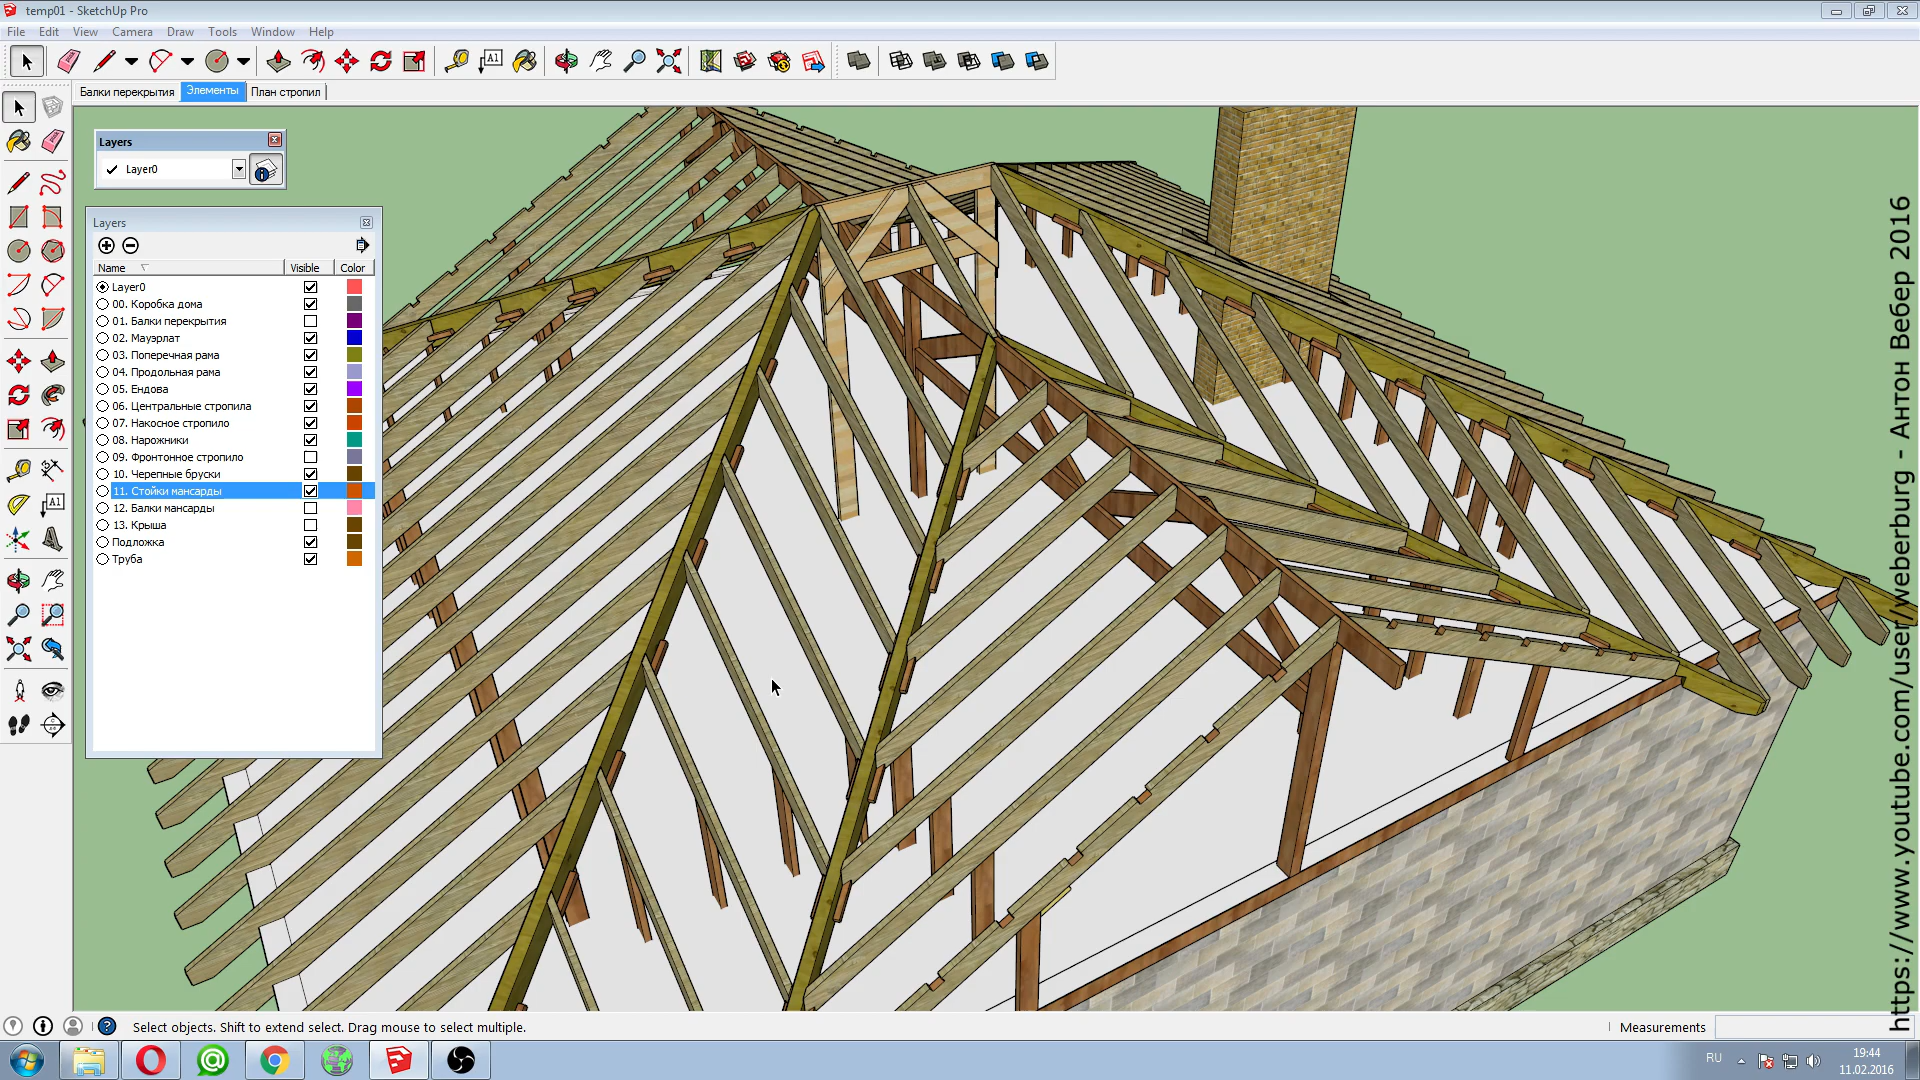 temp01 - SketchUp Pro
File Edit View Camera Draw Tools Window Help
A1
Балки перекрытия Элементы План стропил
Layers
Layer0
Layers
Name Visible Color
Layer0
00. Коробка дома
01. Балки перекрытия
02. Мауэрлат
03. Поперечная рама
04. Продольная рама
05. Ендова
06. Центральные стропила
07. Накосное стропило
08. Нарожники
09. Фронтонное стропило
10. Черепные бруски
11. Стойки мансарды
12. Балки мансарды
13. Крыша
Подложка
Труба
A1
https://www.youtube.com/user/weberburg - Антон Вебер 2016
Select objects. Shift to extend select. Drag mouse to select multiple.
Measurements
RU
19:44
11.02.2016